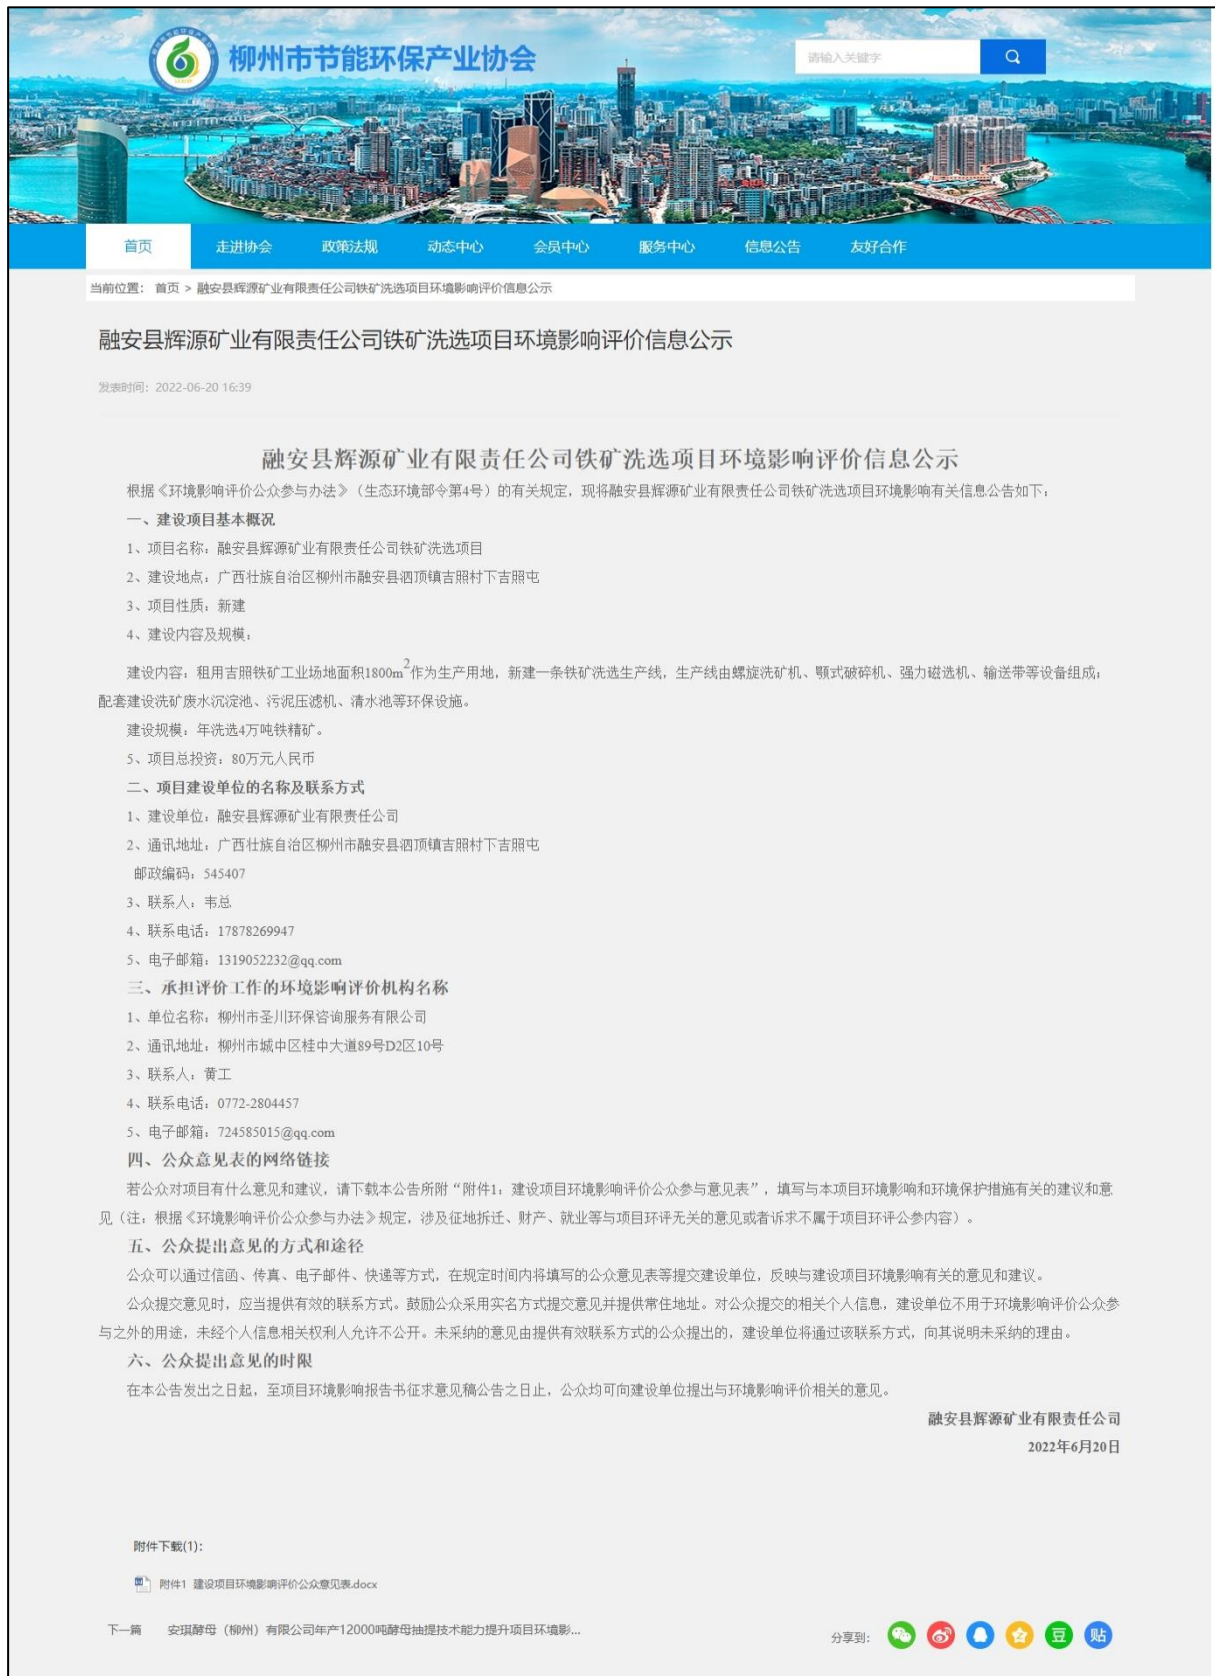 柳州市节能环保产业协会
请输入关键字
首页 走进协会 政策法规 动态中心 会员中心 服务中心 信息公告 友好合作
当前位置： 首页 > 融安县辉源矿业有限责任公司铁矿洗选项目环境影响评价信息公示
融安县辉源矿业有限责任公司铁矿洗选项目环境影响评价信息公示
发表时间：2022-06-20 16:39
融安县辉源矿业有限责任公司铁矿洗选项目环境影响评价信息公示
根据《环境影响评价公众参与办法》（生态环境部令第4号）的有关规定，现将融安县辉源矿业有限责任公司铁矿洗选项目环境影响有关信息公告如下：
一、建设项目基本概况
1、项目名称：融安县辉源矿业有限责任公司铁矿洗选项目
2、建设地点：广西壮族自治区柳州市融安县泗顶镇吉照村下吉照屯
3、项目性质：新建
4、建设内容及规模：
建设内容：租用吉照铁矿工业场地面积1800m2作为生产用地，新建一条铁矿洗选生产线，生产线由螺旋洗矿机、颚式破碎机、强力磁选机、输送带等设备组成；
配套建设洗矿废水沉淀池、污泥压滤机、清水池等环保设施。
建设规模：年洗选4万吨铁精矿。
5、项目总投资：80万元人民币
二、项目建设单位的名称及联系方式
1、建设单位：融安县辉源矿业有限责任公司
2、通讯地址：广西壮族自治区柳州市融安县泗顶镇吉照村下吉照屯
邮政编码：545407
3、联系人：韦总
4、联系电话：17878269947
5、电子邮箱：1319052232@qq.com
三、承担评价工作的环境影响评价机构名称
1、单位名称：柳州市圣川环保咨询服务有限公司
2、通讯地址：柳州市城中区桂中大道89号D2区10号
3、联系人：黄工
4、联系电话：0772-2804457
5、电子邮箱：724585015@qq.com
四、公众意见表的网络链接
若公众对项目有什么意见和建议，请下载本公告所附“附件1：建设项目环境影响评价公众参与意见表”，填写与本项目环境影响和环境保护措施有关的建议和意
见（注：根据《环境影响评价公众参与办法》规定，涉及征地拆迁、财产、就业等与项目环评无关的意见或者诉求不属于项目环评公参内容）。
五、公众提出意见的方式和途径
公众可以通过信函、传真、电子邮件、快递等方式，在规定时间内将填写的公众意见表等提交建设单位，反映与建设项目环境影响有关的意见和建议。
公众提交意见时，应当提供有效的联系方式。鼓励公众采用实名方式提交意见并提供常住地址。对公众提交的相关个人信息，建设单位不用于环境影响评价公众参
与之外的用途，未经个人信息相关权利人允许不公开。未采纳的意见由提供有效联系方式的公众提出的，建设单位将通过该联系方式，向其说明未采纳的理由。
六、公众提出意见的时限
在本公告发出之日起，至项目环境影响报告书征求意见稿公告之日止，公众均可向建设单位提出与环境影响评价相关的意见。
融安县辉源矿业有限责任公司
2022年6月20日
附件下载(1)：
附件1 建设项目环境影响评价公众意见表.docx
下一篇 安琪酵母（柳州）有限公司年产12000吨酵母抽提技术能力提升项目环境影...
分享到： 豆 贴